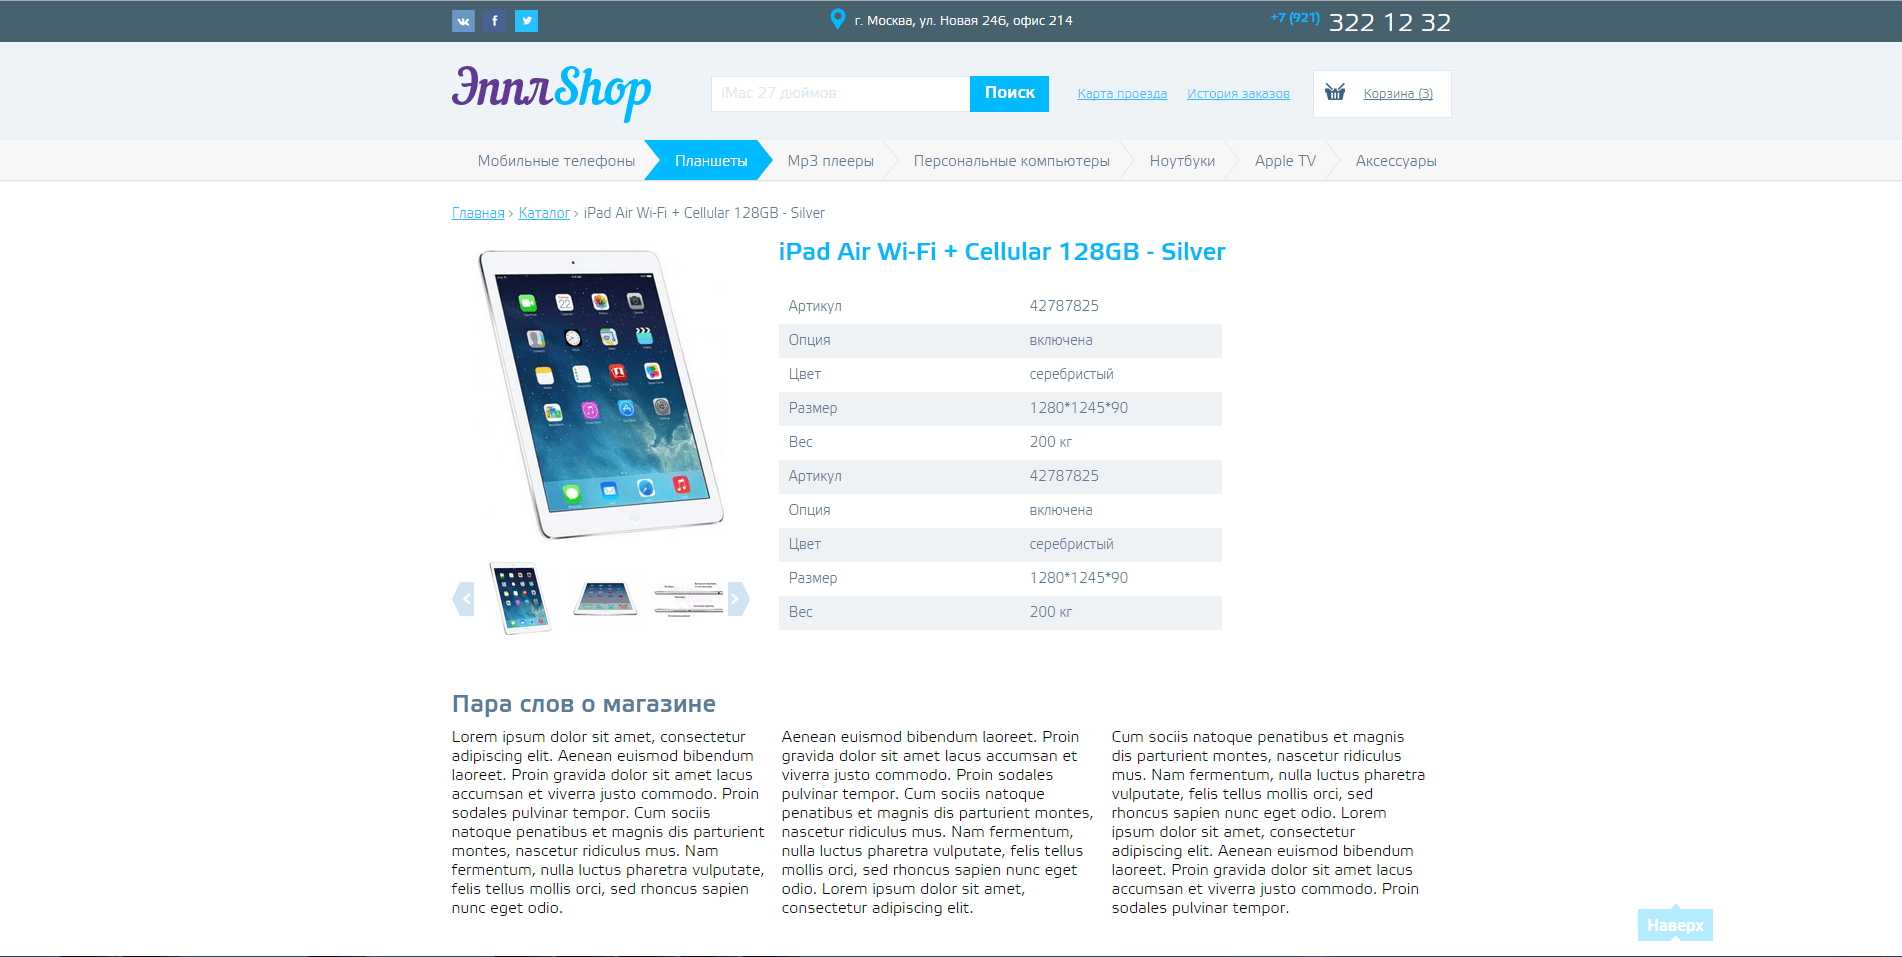 г. Москва, ул. Новая 246, офис 214
+7 (921) 322 12 32
ЭпплShop
iMac 27 дюймов
Поиск
Карта проезда
История заказов
Корзина (3)
Мобильные телефоны
Планшеты
Mp3 плееры
Персональные компьютеры
Ноутбуки
Apple TV
Аксессуары
Главная › Каталог › iPad Air Wi-Fi + Cellular 128GB - Silver
iPad Air Wi-Fi + Cellular 128GB - Silver
Артикул 42787825
Опция включена
Цвет серебристый
Размер 1280*1245*90
Вес 200 кг
Артикул 42787825
Опция включена
Цвет серебристый
Размер 1280*1245*90
Вес 200 кг
Пара слов о магазине
Lorem ipsum dolor sit amet, consectetur
adipiscing elit. Aenean euismod bibendum
laoreet. Proin gravida dolor sit amet lacus
accumsan et viverra justo commodo. Proin
sodales pulvinar tempor. Cum sociis
natoque penatibus et magnis dis parturient
montes, nascetur ridiculus mus. Nam
fermentum, nulla luctus pharetra vulputate,
felis tellus mollis orci, sed rhoncus sapien
nunc eget odio.
Aenean euismod bibendum laoreet. Proin
gravida dolor sit amet lacus accumsan et
viverra justo commodo. Proin sodales
pulvinar tempor. Cum sociis natoque
penatibus et magnis dis parturient montes,
nascetur ridiculus mus. Nam fermentum,
nulla luctus pharetra vulputate, felis tellus
mollis orci, sed rhoncus sapien nunc eget
odio. Lorem ipsum dolor sit amet,
consectetur adipiscing elit.
Cum sociis natoque penatibus et magnis
dis parturient montes, nascetur ridiculus
mus. Nam fermentum, nulla luctus pharetra
vulputate, felis tellus mollis orci, sed
rhoncus sapien nunc eget odio. Lorem
ipsum dolor sit amet, consectetur
adipiscing elit. Aenean euismod bibendum
laoreet. Proin gravida dolor sit amet lacus
accumsan et viverra justo commodo. Proin
sodales pulvinar tempor.
Наверх